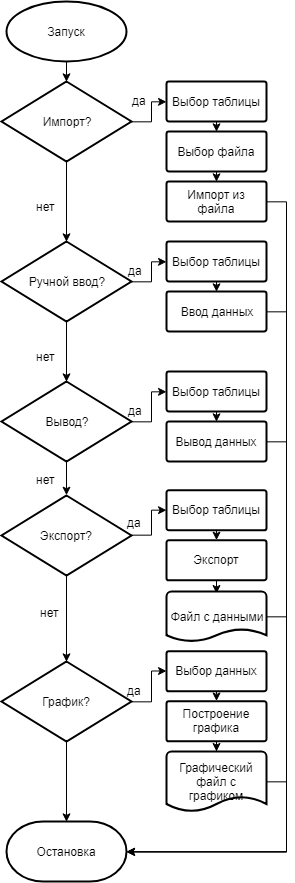 Запуск
Импорт?
да
Выбор таблицы
Выбор файла
Импорт из
файла
нет
Ручной ввод?
да
Выбор таблицы
Ввод данных
нет
Вывод?
да
Выбор таблицы
Вывод данных
нет
Экспорт?
да
Выбор таблицы
Экспорт
Файл с данными
нет
График?
да
Выбор данных
Построение
графика
Графический
файл с
графиком
Остановка